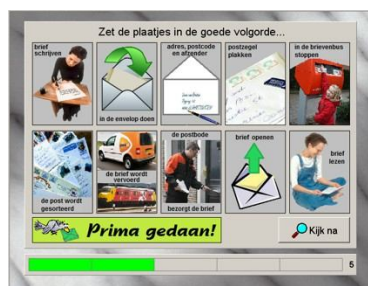 Zet de plaatjes in de goede volgorde...
brief
schrijven
in de envelop doen
adres, postcode
en afzender
postzegel
plakken
in de brievenbus
stoppen
de post wordt
gesorteerd
de brief wordt
vervoerd
de postbode
bezorgt de brief
brief openen
brief
lezen
Prima gedaan!
Kijk na
5